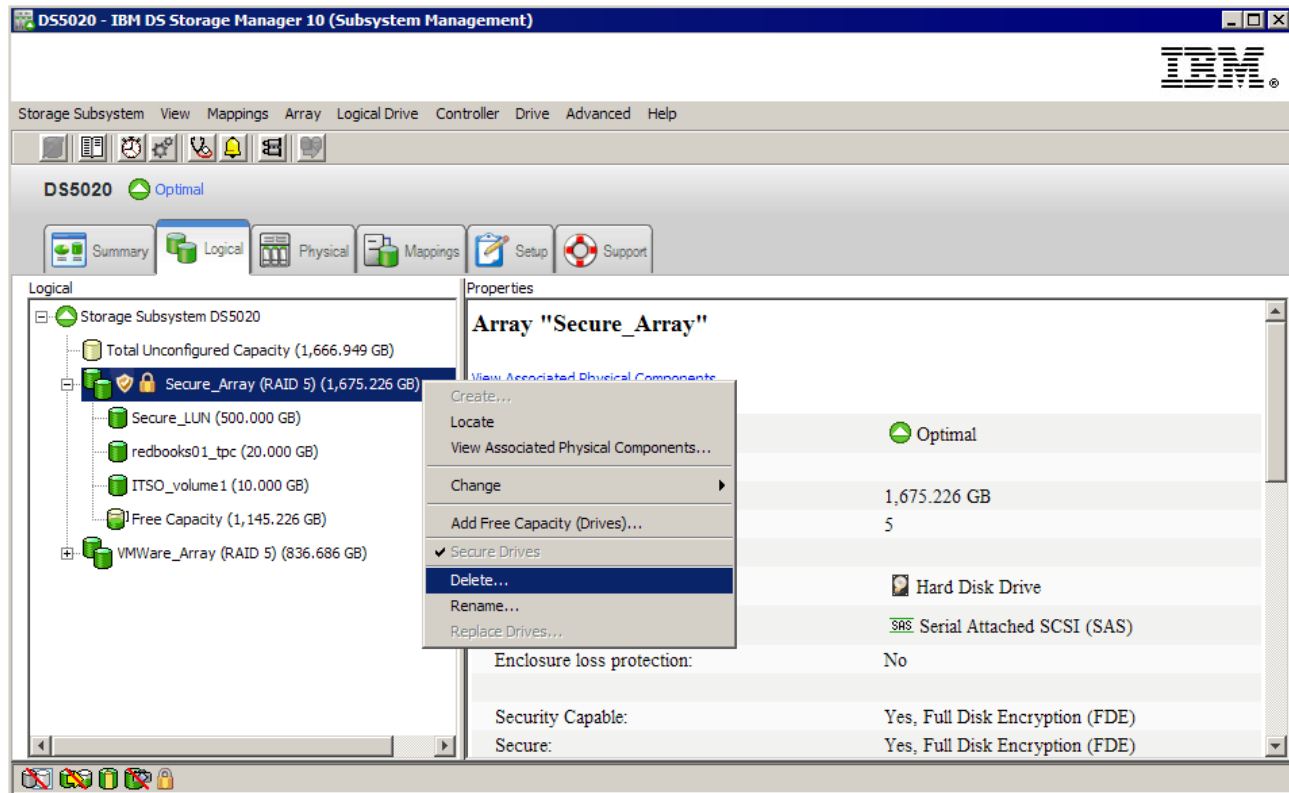 DS5020 - IBM DS Storage Manager 10 (Subsystem Management)
IBM®
Storage Subsystem View Mappings Array Logical Drive Controller Drive Advanced Help
DS5020 Optimal
Summary Logical Physical Mappings Setup Support
Logical
Storage Subsystem DS5020
Total Unconfigured Capacity (1,666.949 GB)
Secure_Array (RAID 5) (1,675.226 GB)
Secure_LUN (500.000 GB)
redbooks01_tpc (20.000 GB)
ITSO_volume1 (10.000 GB)
Free Capacity (1,145.226 GB)
VMWare_Array (RAID 5) (836.686 GB)
Create...
Locate
View Associated Physical Components...
Change
Add Free Capacity (Drives)...
Secure Drives
Delete...
Rename...
Replace Drives...
Properties
Array "Secure_Array"
View Associated Physical Components
Optimal
1,675.226 GB
5
Hard Disk Drive
SAS Serial Attached SCSI (SAS)
Enclosure loss protection: No
Security Capable: Yes, Full Disk Encryption (FDE)
Secure: Yes, Full Disk Encryption (FDE)